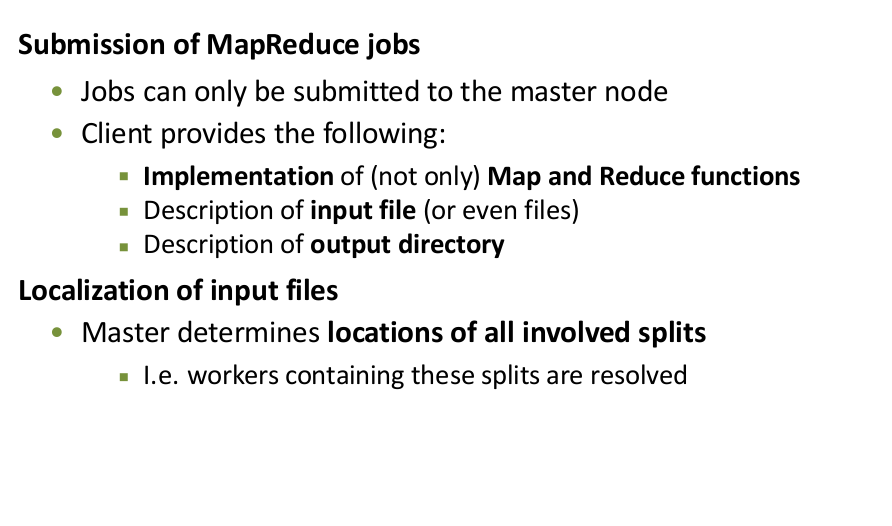 Submission of MapReduce jobs
• Jobs can only be submitted to the master node
• Client provides the following:
▪ Implementation of (not only) Map and Reduce functions
▪ Description of input file (or even files)
▪ Description of output directory
Localization of input files
• Master determines locations of all involved splits
▪ I.e. workers containing these splits are resolved